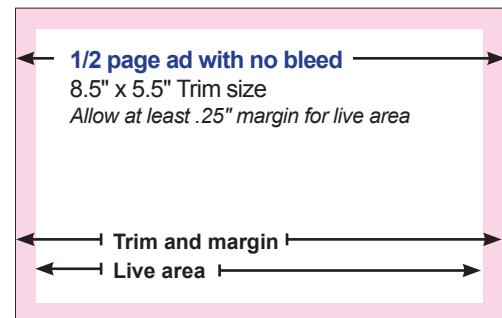 1/2 page ad with no bleed
8.5" x 5.5" Trim size
Allow at least .25" margin for live area
Trim and margin
Live area